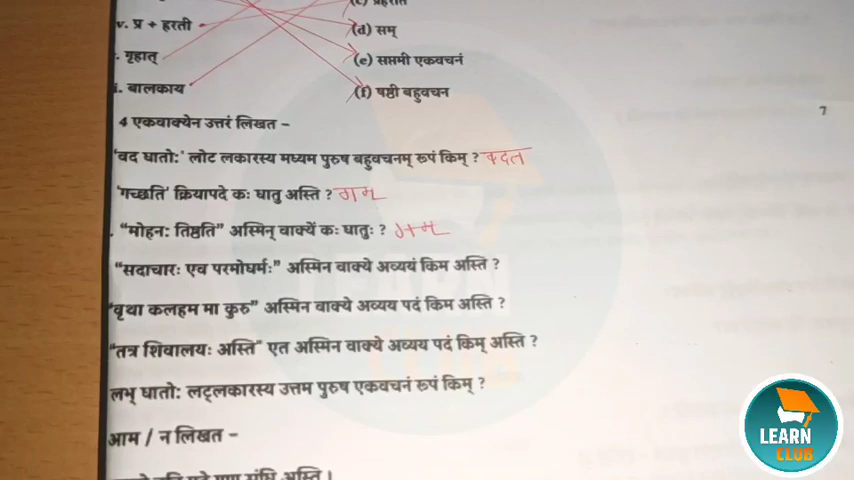 (c) प्रहरति
v. प्र + हरती
(d) सम्
. गृहात्
(e) सप्तमी एकवचनं
i. बालकाय
(f) षष्ठी बहुवचन
7
4 एकवाक्येन उत्तरं लिखत –
'वद घातोः' लोट लकारस्य मध्यम पुरुष बहुवचनम् रूपं किम् ? वदत
'गच्छति' क्रियापदे कः घातु अस्ति ? गम्
. "मोहनः तिष्ठति" अस्मिन् वाक्यें कः घातुः ?
"सदाचारः एव परमोघर्मः" अस्मिन वाक्ये अव्ययं किम अस्ति ?
"वृथा कलहम मा कुरु" अस्मिन वाक्ये अव्यय पदं किम अस्ति ?
"तत्र शिवालयः अस्ति" एत अस्मिन वाक्ये अव्यय पदं किम् अस्ति ?
लभ् घातोः लट्लकारस्य उत्तम पुरुष एकवचनं रूपं किम् ?
आम / न लिखत –
LEARN
CLUB